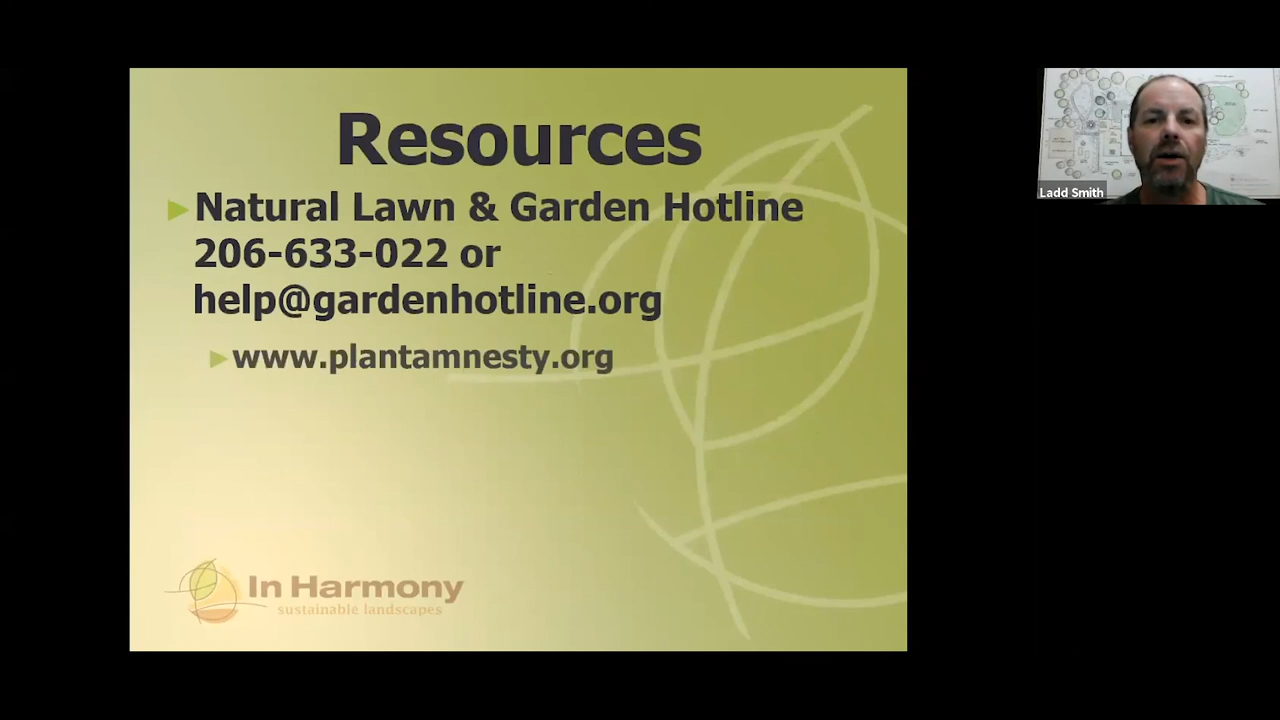 Resources
Natural Lawn & Garden Hotline
206-633-022 or
help@gardenhotline.org
www.plantamnesty.org
In Harmony
sustainable landscapes
Ladd Smith